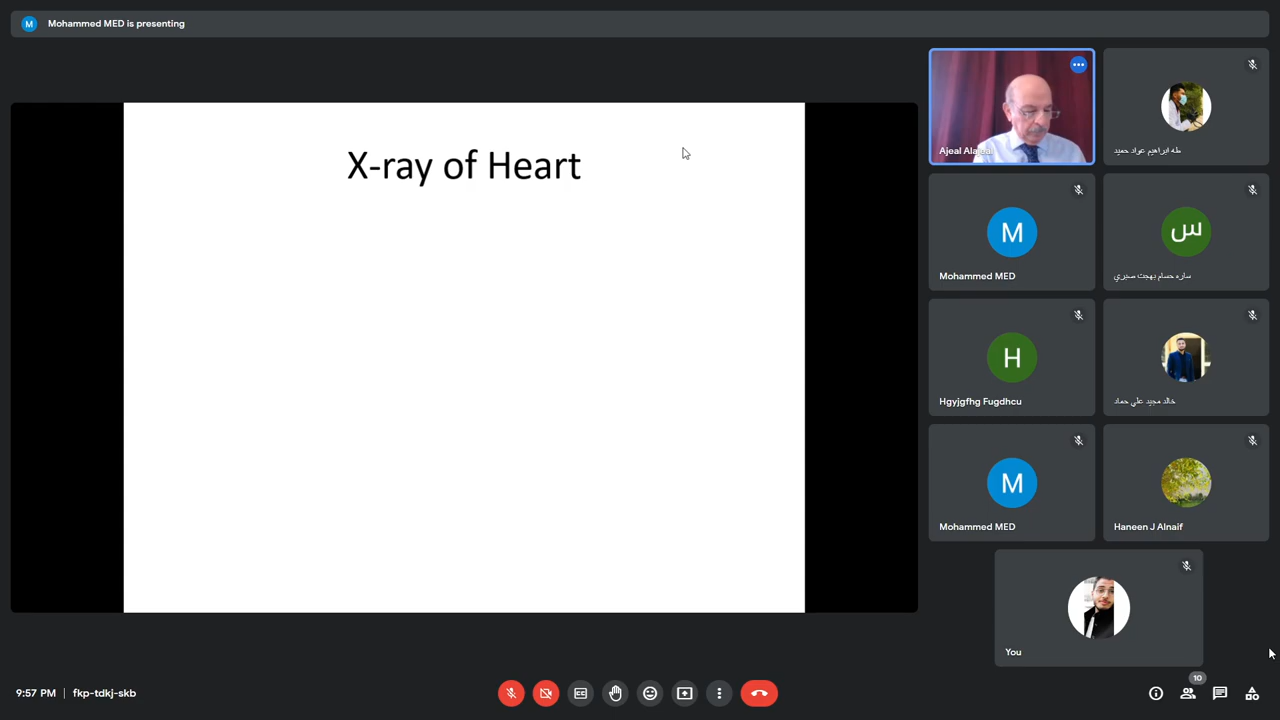 M Mohammed MED is presenting
X-ray of Heart
Ajeal Ala
طه ابراهيم عواد حميد
M
Mohammed MED
س
ساره حسام بهجت صبري
H
Hgyjgfhg Fugdhcu
خالد مجيد علي حماد
M
Mohammed MED
Haneen J Alnaif
You
9:57 PM | fkp-tdkj-skb
10